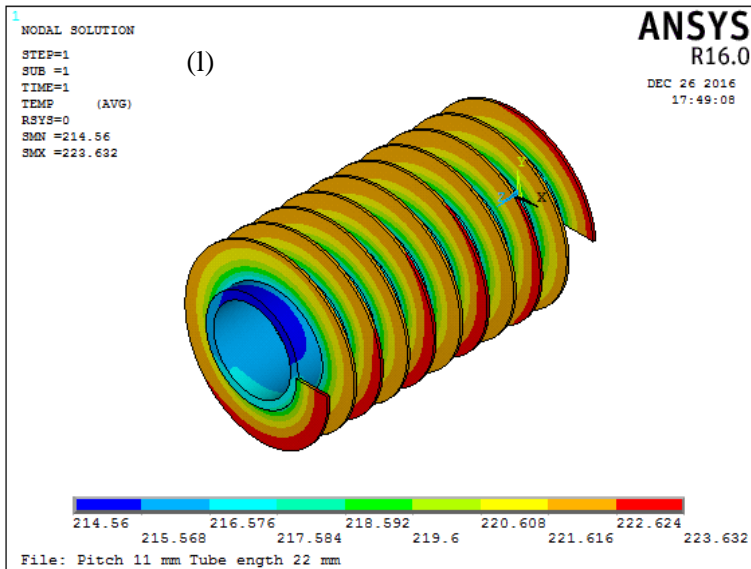 1
NODAL SOLUTION
STEP=1
SUB =1
TIME=1
TEMP (AVG)
RSYS=0
SMN =214.56
SMX =223.632
(l)
ANSYS
R16.0
DEC 26 2016
17:49:08
Y
Z
X
214.56 216.576 218.592 220.608 222.624
215.568 217.584 219.6 221.616 223.632
File: Pitch 11 mm Tube ength 22 mm